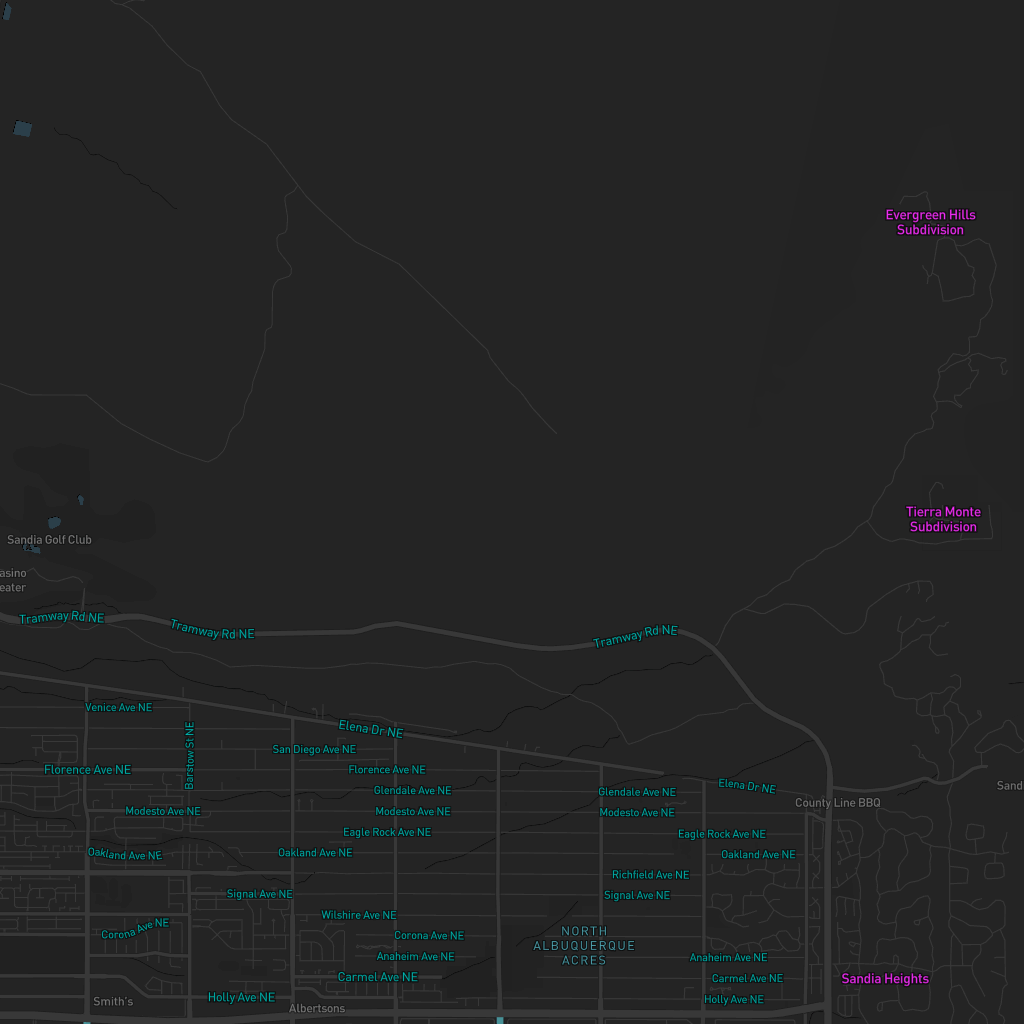 Evergreen Hills
Subdivision
Tierra Monte
Subdivision
Sandia Golf Club
asino
eater
Tramway Rd NE
Tramway Rd NE
Tramway Rd NE
Venice Ave NE
Barstow St NE
Elena Dr NE
San Diego Ave NE
Florence Ave NE
Florence Ave NE
Glendale Ave NE
Glendale Ave NE
Elena Dr NE
Sandi
County Line BBQ
Modesto Ave NE
Modesto Ave NE
Modesto Ave NE
Eagle Rock Ave NE
Eagle Rock Ave NE
Oakland Ave NE
Oakland Ave NE
Oakland Ave NE
Richfield Ave NE
Signal Ave NE
Signal Ave NE
Wilshire Ave NE
Corona Ave NE
Corona Ave NE
NORTH
ALBUQUERQUE
ACRES
Anaheim Ave NE
Anaheim Ave NE
Carmel Ave NE
Carmel Ave NE
Sandia Heights
Holly Ave NE
Holly Ave NE
Smith's
Albertsons